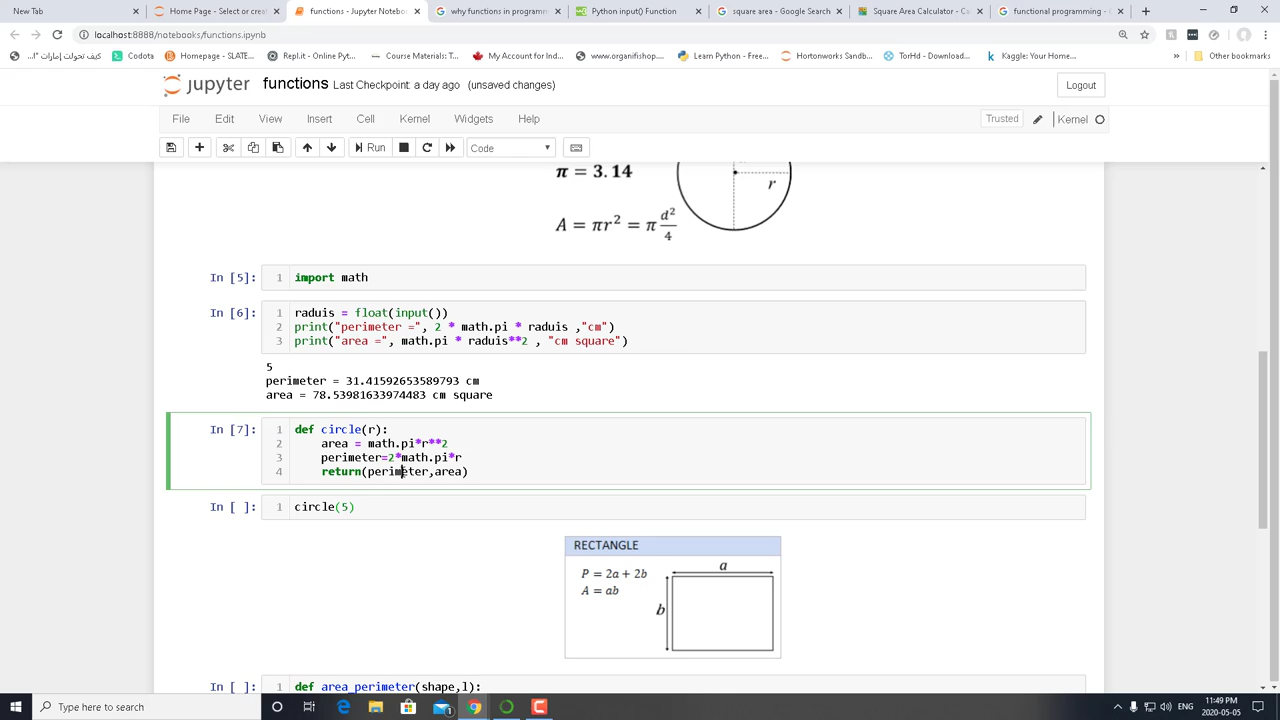 New Tab
Home Page - Select or creat
functions - Jupyter Notebook
why functions in programm
Python input() Function
square area - Google Search
Square Area Calculator - Ca
functional programming - G
localhost:8888/notebooks/functions.ipynb
كيف تحولت إيرادات ال...
Codota
Homepage - SLATE...
Repl.it - Online Pyt...
Course Materials: T...
My Account for Ind...
www.organifishop...
Learn Python - Free...
Hortonworks Sandb...
TorHd - Download...
Kaggle: Your Hom...
»
Other bookmarks
jupyter functions Last Checkpoint: a day ago (unsaved changes)
Logout
File Edit View Insert Cell Kernel Widgets Help
Trusted
Kernel
Run
Code
π = 3.14
r
A = πr² = π d²/4
In [5]: 1 import math
In [6]: 1 raduis = float(input())
2 print("perimeter =", 2 * math.pi * raduis ,"cm")
3 print("area =", math.pi * raduis**2 , "cm square")
5
perimeter = 31.41592653589793 cm
area = 78.53981633974483 cm square
In [7]: 1 def circle(r):
2 area = math.pi*r**2
3 perimeter=2*math.pi*r
4 return(perimeter,area)
In [ ]: 1 circle(5)
RECTANGLE
P = 2a + 2b
A = ab
a
b
In [ ]: 1 def area_perimeter(shape,l):
Type here to search
ENG
11:49 PM
2020-05-05